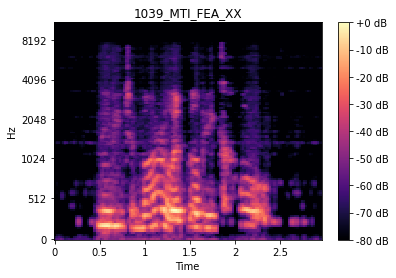 1039_MTI_FEA_XX
8192
4096
2048
1024
512
0
Hz
0
0.5
1
1.5
2
2.5
Time
+0 dB
-10 dB
-20 dB
-30 dB
-40 dB
-50 dB
-60 dB
-70 dB
-80 dB